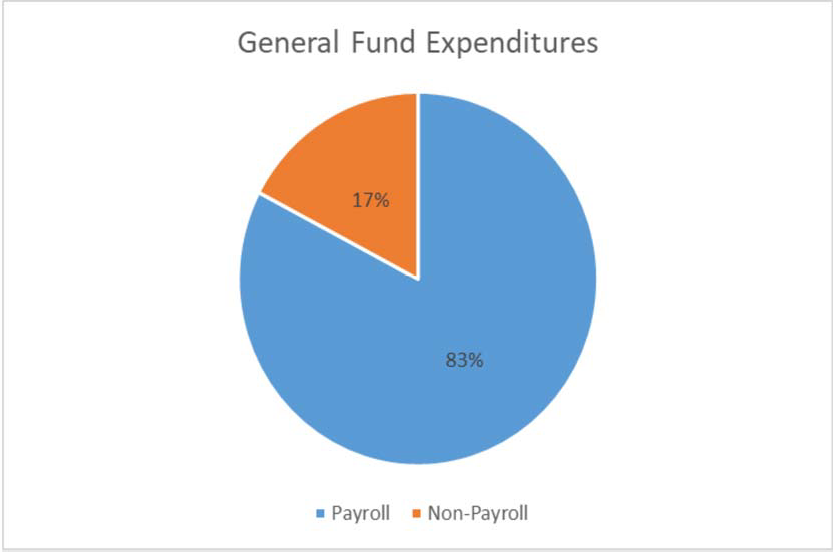 General Fund Expenditures
17%
83%
Payroll Non-Payroll